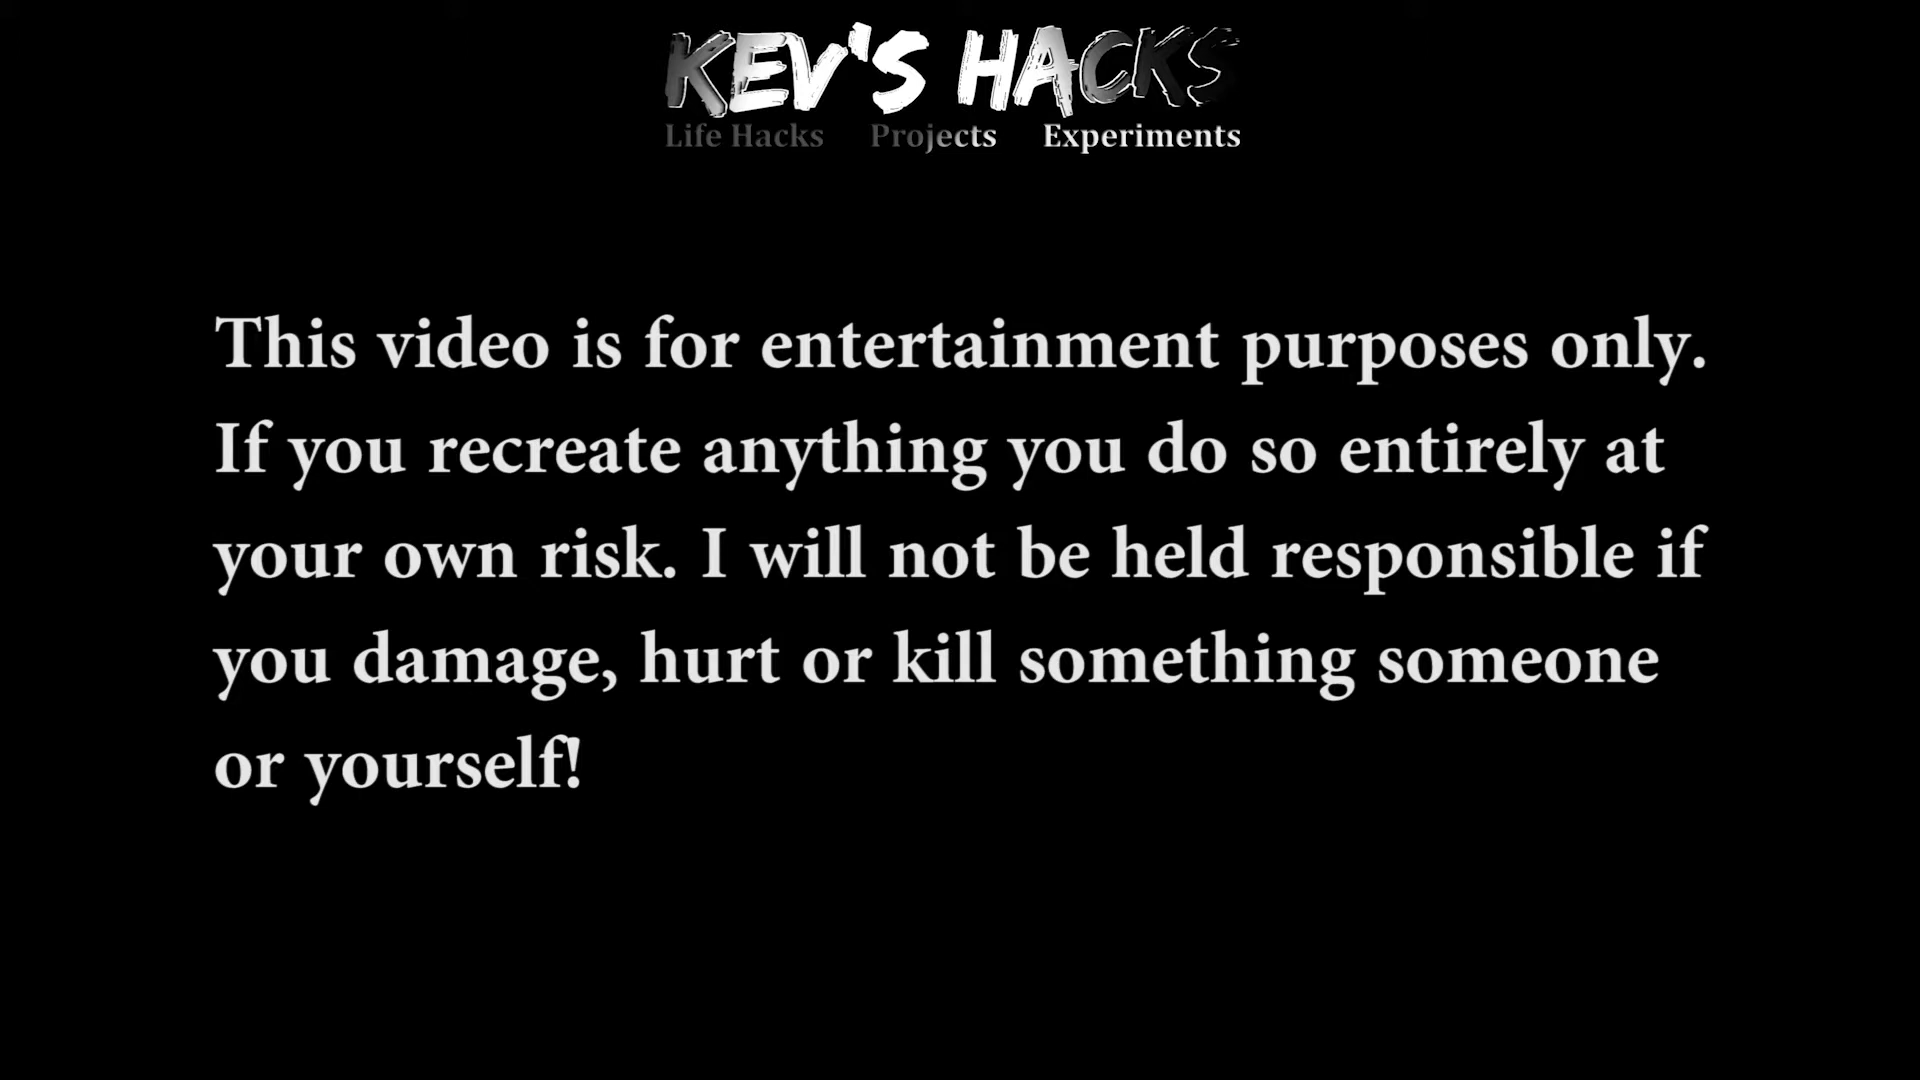 KEV'S HACKS
Life Hacks Projects Experiments
This video is for entertainment purposes only.
If you recreate anything you do so entirely at
your own risk. I will not be held responsible if
you damage, hurt or kill something someone
or yourself!